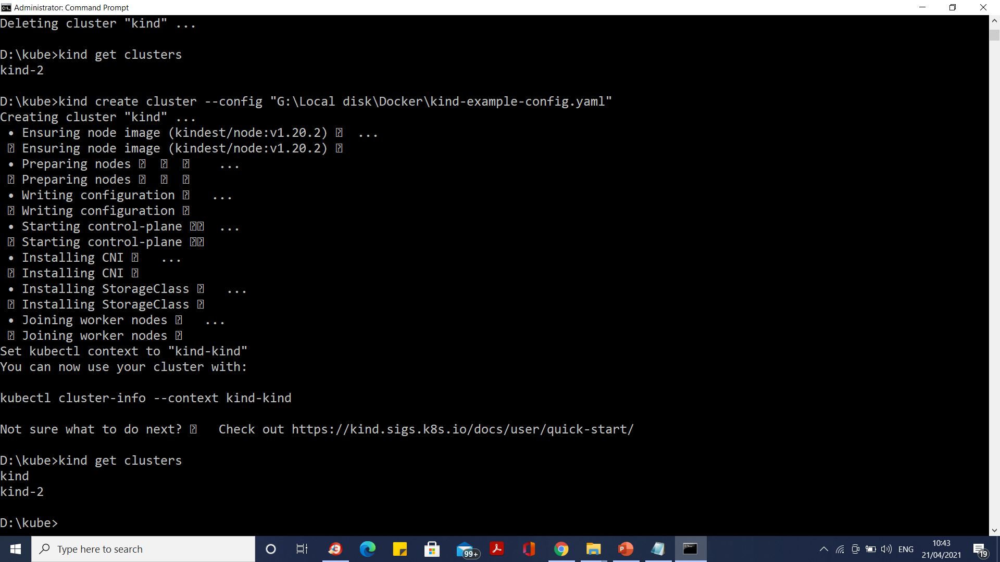 Administrator: Command Prompt
Deleting cluster "kind" ...
D:\kube>kind get clusters
kind-2
D:\kube>kind create cluster --config "G:\Local disk\Docker\kind-example-config.yaml"
Creating cluster "kind" ...
• Ensuring node image (kindest/node:v1.20.2) ⍰ ...
⍰ Ensuring node image (kindest/node:v1.20.2) ⍰
• Preparing nodes ⍰ ⍰ ⍰ ...
⍰ Preparing nodes ⍰ ⍰ ⍰
• Writing configuration ⍰ ...
⍰ Writing configuration ⍰
• Starting control-plane ⍰⍰ ...
⍰ Starting control-plane ⍰⍰
• Installing CNI ⍰ ...
⍰ Installing CNI ⍰
• Installing StorageClass ⍰ ...
⍰ Installing StorageClass ⍰
• Joining worker nodes ⍰ ...
⍰ Joining worker nodes ⍰
Set kubectl context to "kind-kind"
You can now use your cluster with:
kubectl cluster-info --context kind-kind
Not sure what to do next? ⍰ Check out https://kind.sigs.k8s.io/docs/user/quick-start/
D:\kube>kind get clusters
kind
kind-2
D:\kube>
Type here to search
99+
ENG
10:43
21/04/2021
19